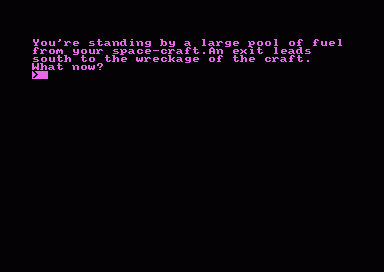 You're standing by a large pool of fuel
from your space-craft.An exit leads
south to the wreckage of the craft.
What now?
>